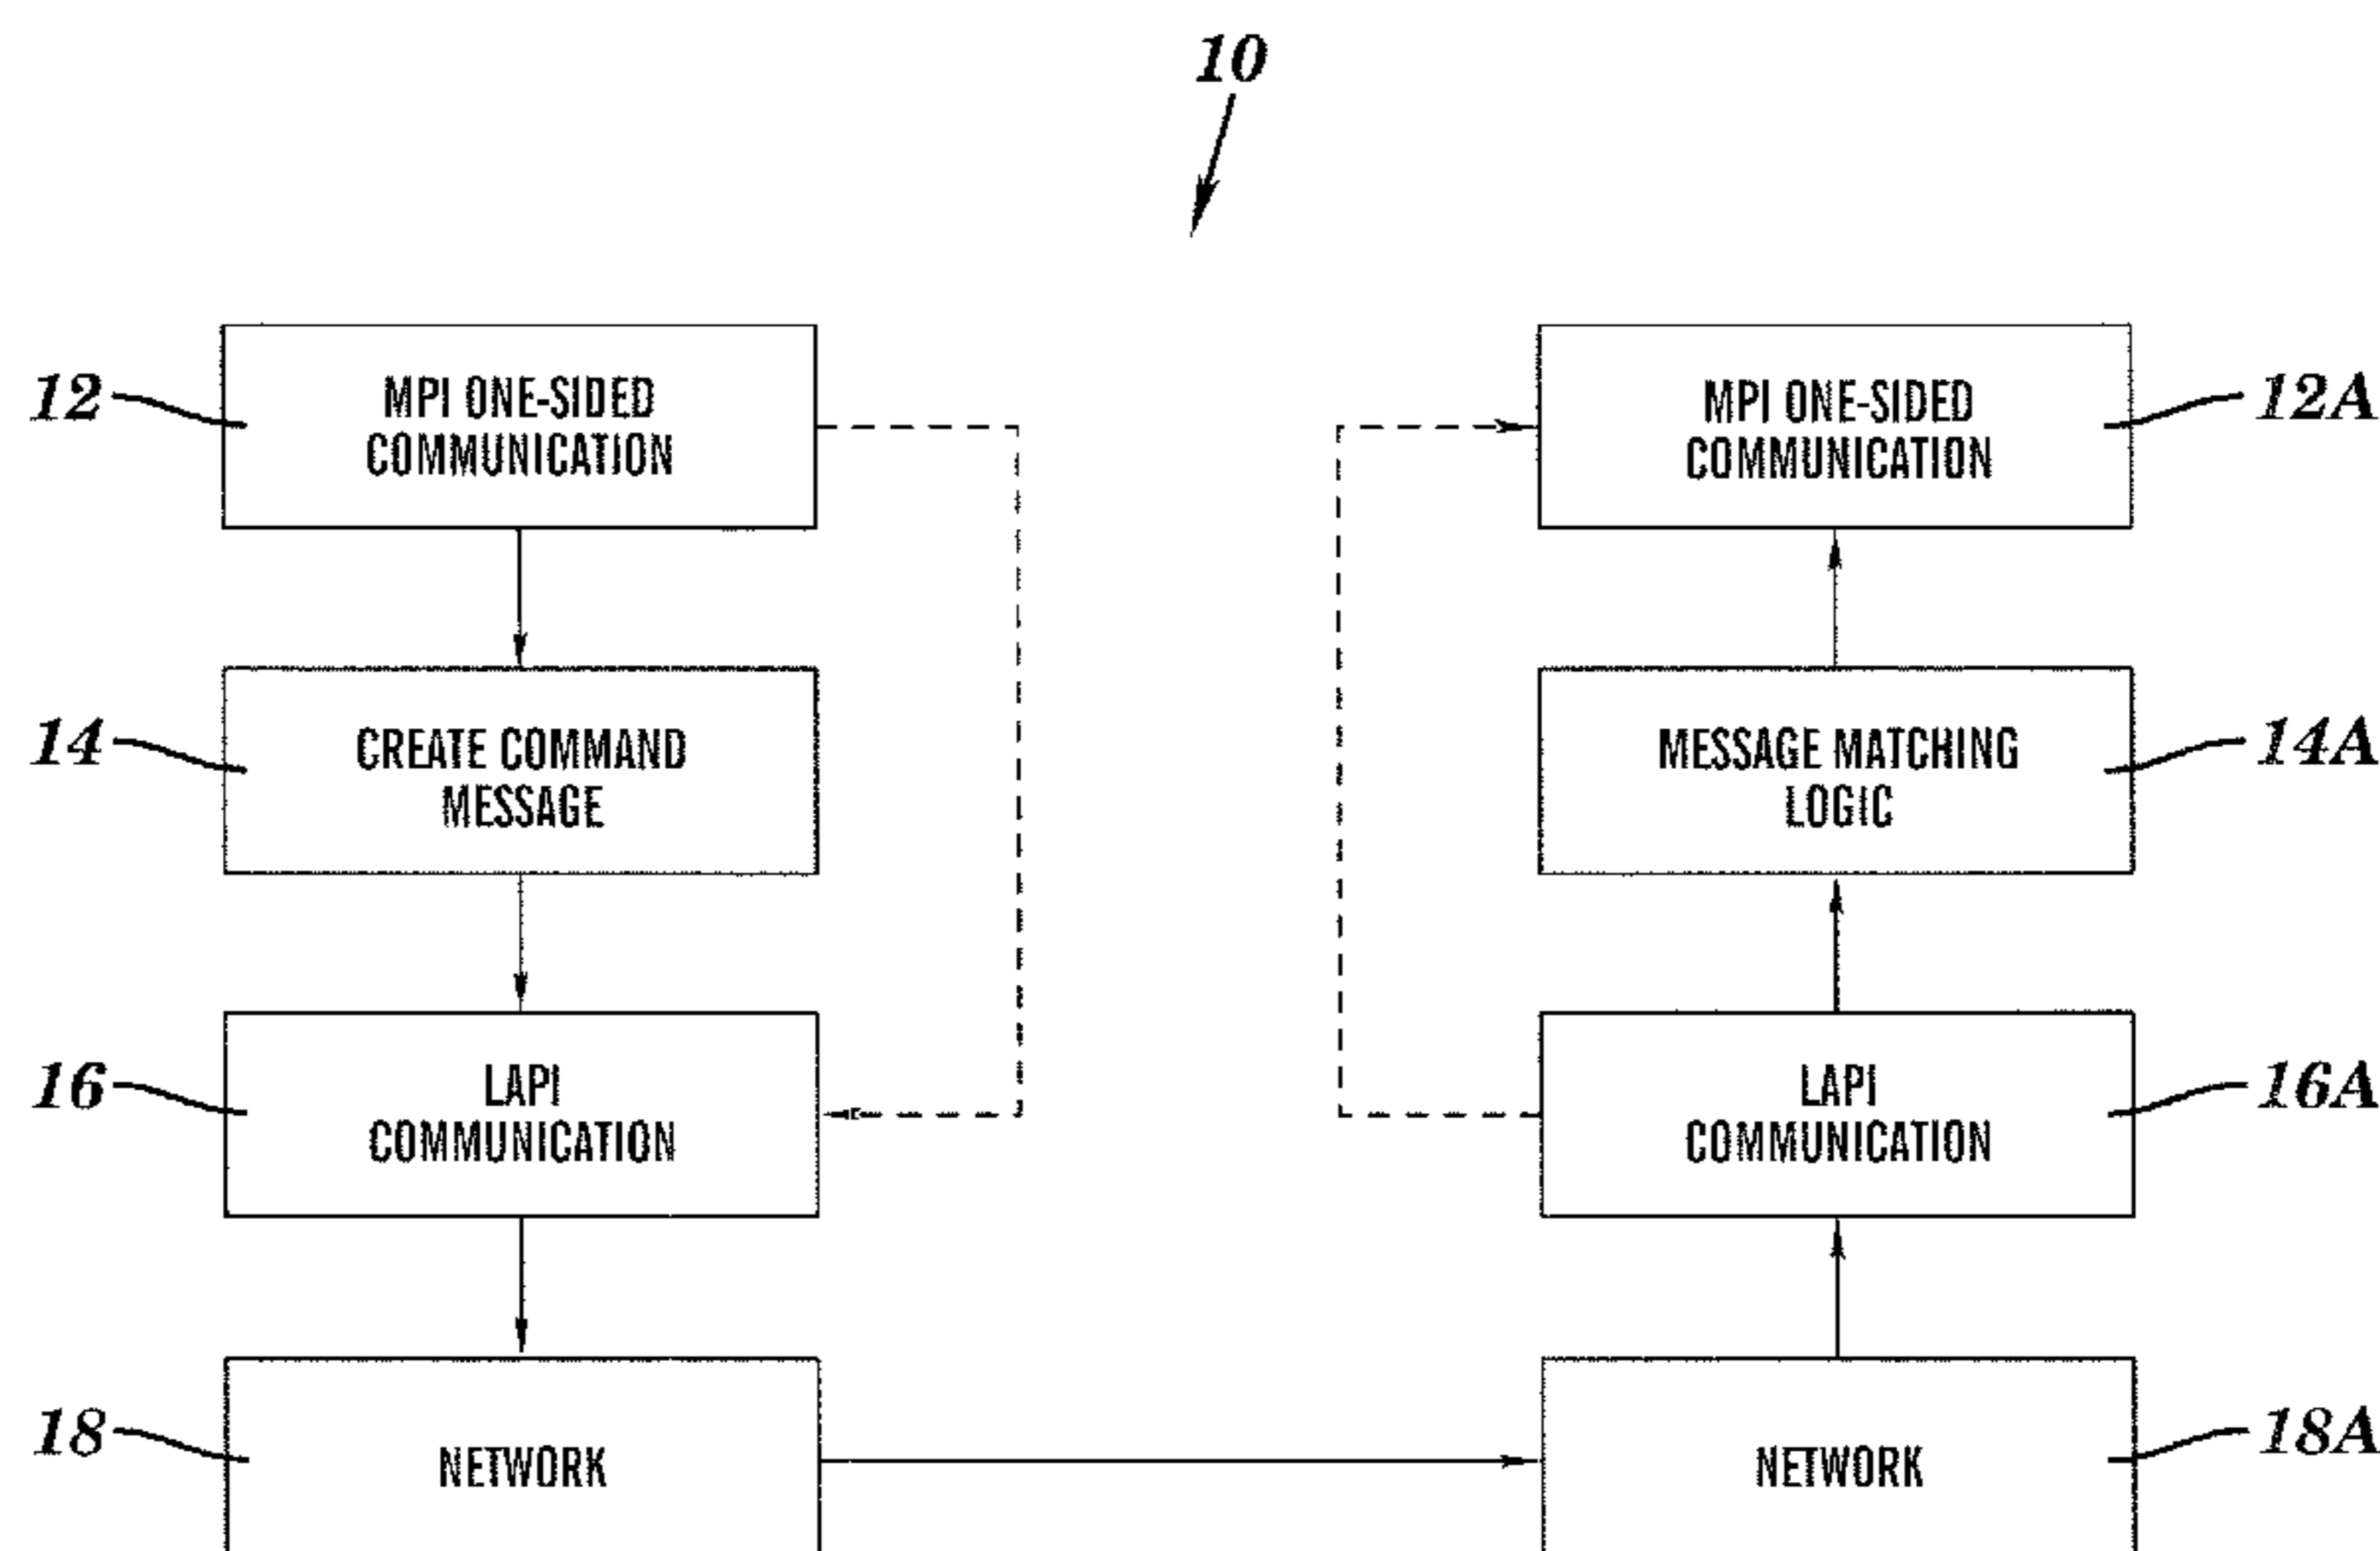 10
12
MPI ONE-SIDED
COMMUNICATION
MPI ONE-SIDED
COMMUNICATION
12A
14
CREATE COMMAND
MESSAGE
MESSAGE MATCHING
LOGIC
14A
16
LAPI
COMMUNICATION
LAPI
COMMUNICATION
16A
18
NETWORK
NETWORK
18A